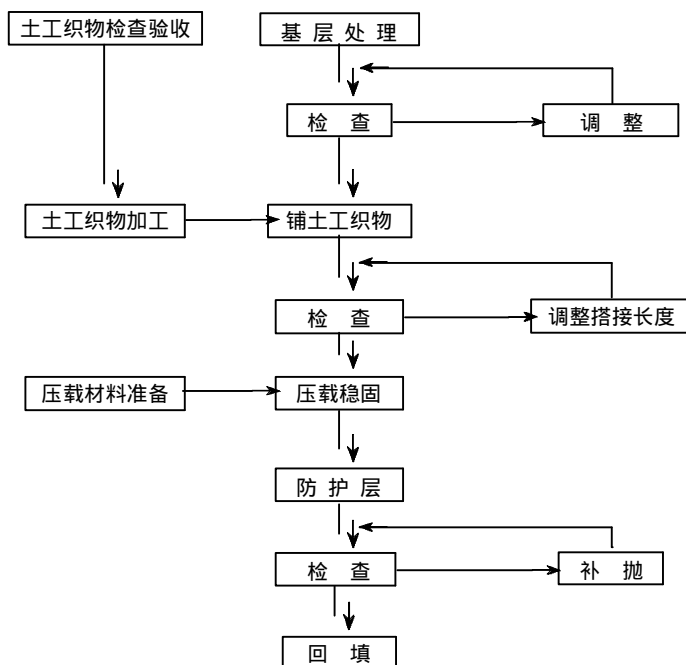 土工织物检查验收
基 层 处 理
检 查
调 整
土工织物加工
铺土工织物
检 查
调整搭接长度
压载材料准备
压载稳固
防 护 层
检 查
补 抛
回 填